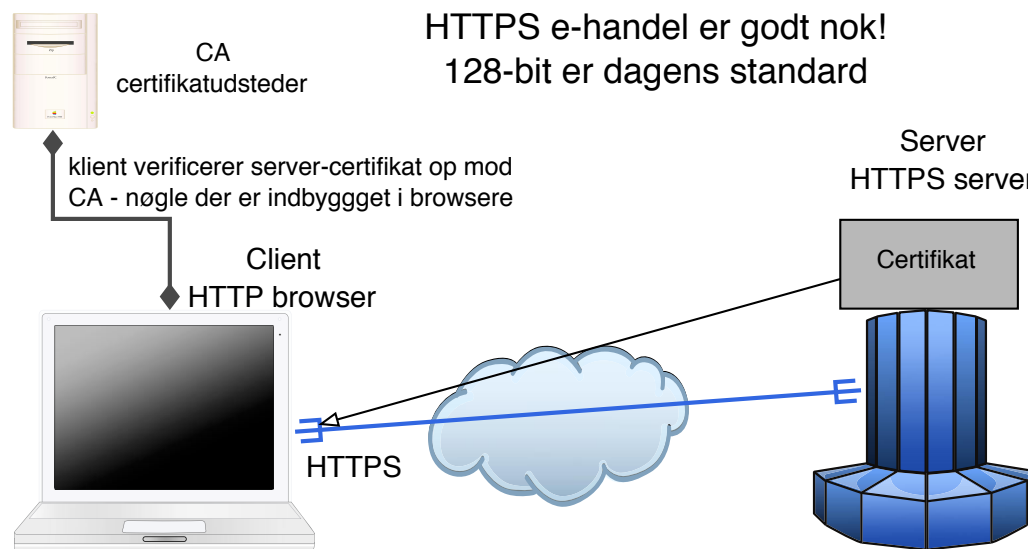 HTTPS e-handel er godt nok!
128-bit er dagens standard
CA
certifikatudsteder
klient verificerer server-certifikat op mod
CA - nøgle der er indbyggget i browsere
Server
HTTPS server
Certifikat
Client
HTTP browser
HTTPS